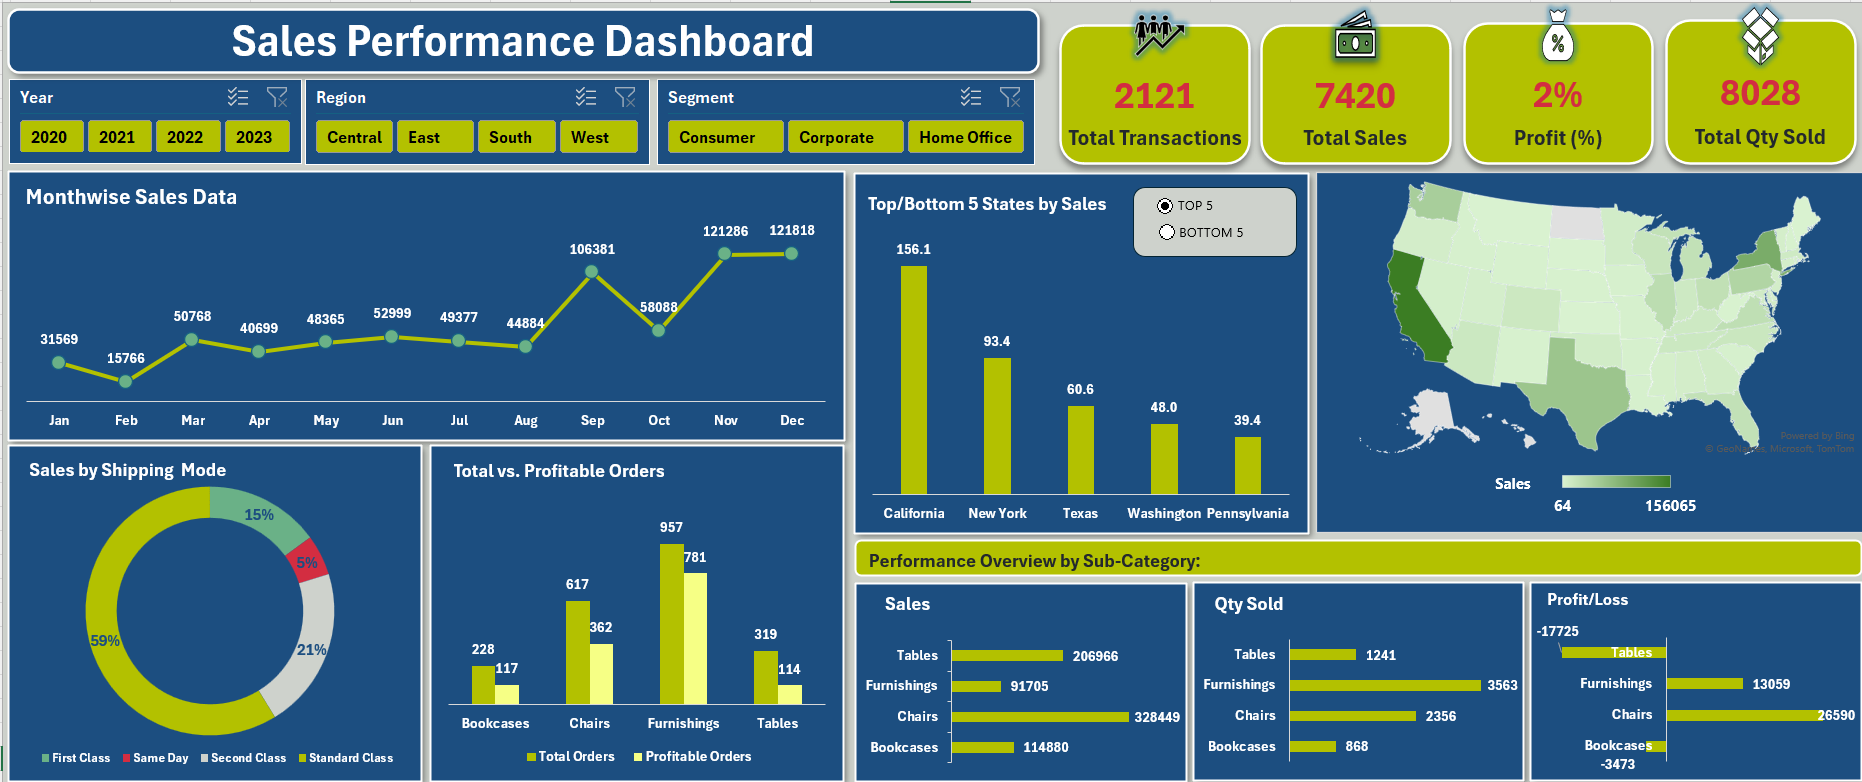 Sales Performance Dashboard
2121
Total Transactions
7420
Total Sales
%
2%
Profit (%)
8028
Total Qty Sold
Year
2020 2021 2022 2023
Region
Central East South West
Segment
Consumer Corporate Home Office
Monthwise Sales Data
31569 15766 50768 40699 48365 52999 49377 44884 106381 58088 121286 121818
Jan Feb Mar Apr May Jun Jul Aug Sep Oct Nov Dec
Top/Bottom 5 States by Sales
TOP 5
BOTTOM 5
156.1 93.4 60.6 48.0 39.4
California New York Texas Washington Pennsylvania
Powered by Bing
© GeoNames, Microsoft, TomTom
Sales
64 156065
Sales by Shipping Mode
15%
5%
21%
59%
First Class Same Day Second Class Standard Class
Total vs. Profitable Orders
228 117 617 362 957 781 319 114
Bookcases Chairs Furnishings Tables
Total Orders Profitable Orders
Performance Overview by Sub-Category:
Sales
Tables 206966
Furnishings 91705
Chairs 328449
Bookcases 114880
Qty Sold
Tables 1241
Furnishings 3563
Chairs 2356
Bookcases 868
Profit/Loss
-17725
Tables
Furnishings 13059
Chairs 26590
Bookcases
-3473